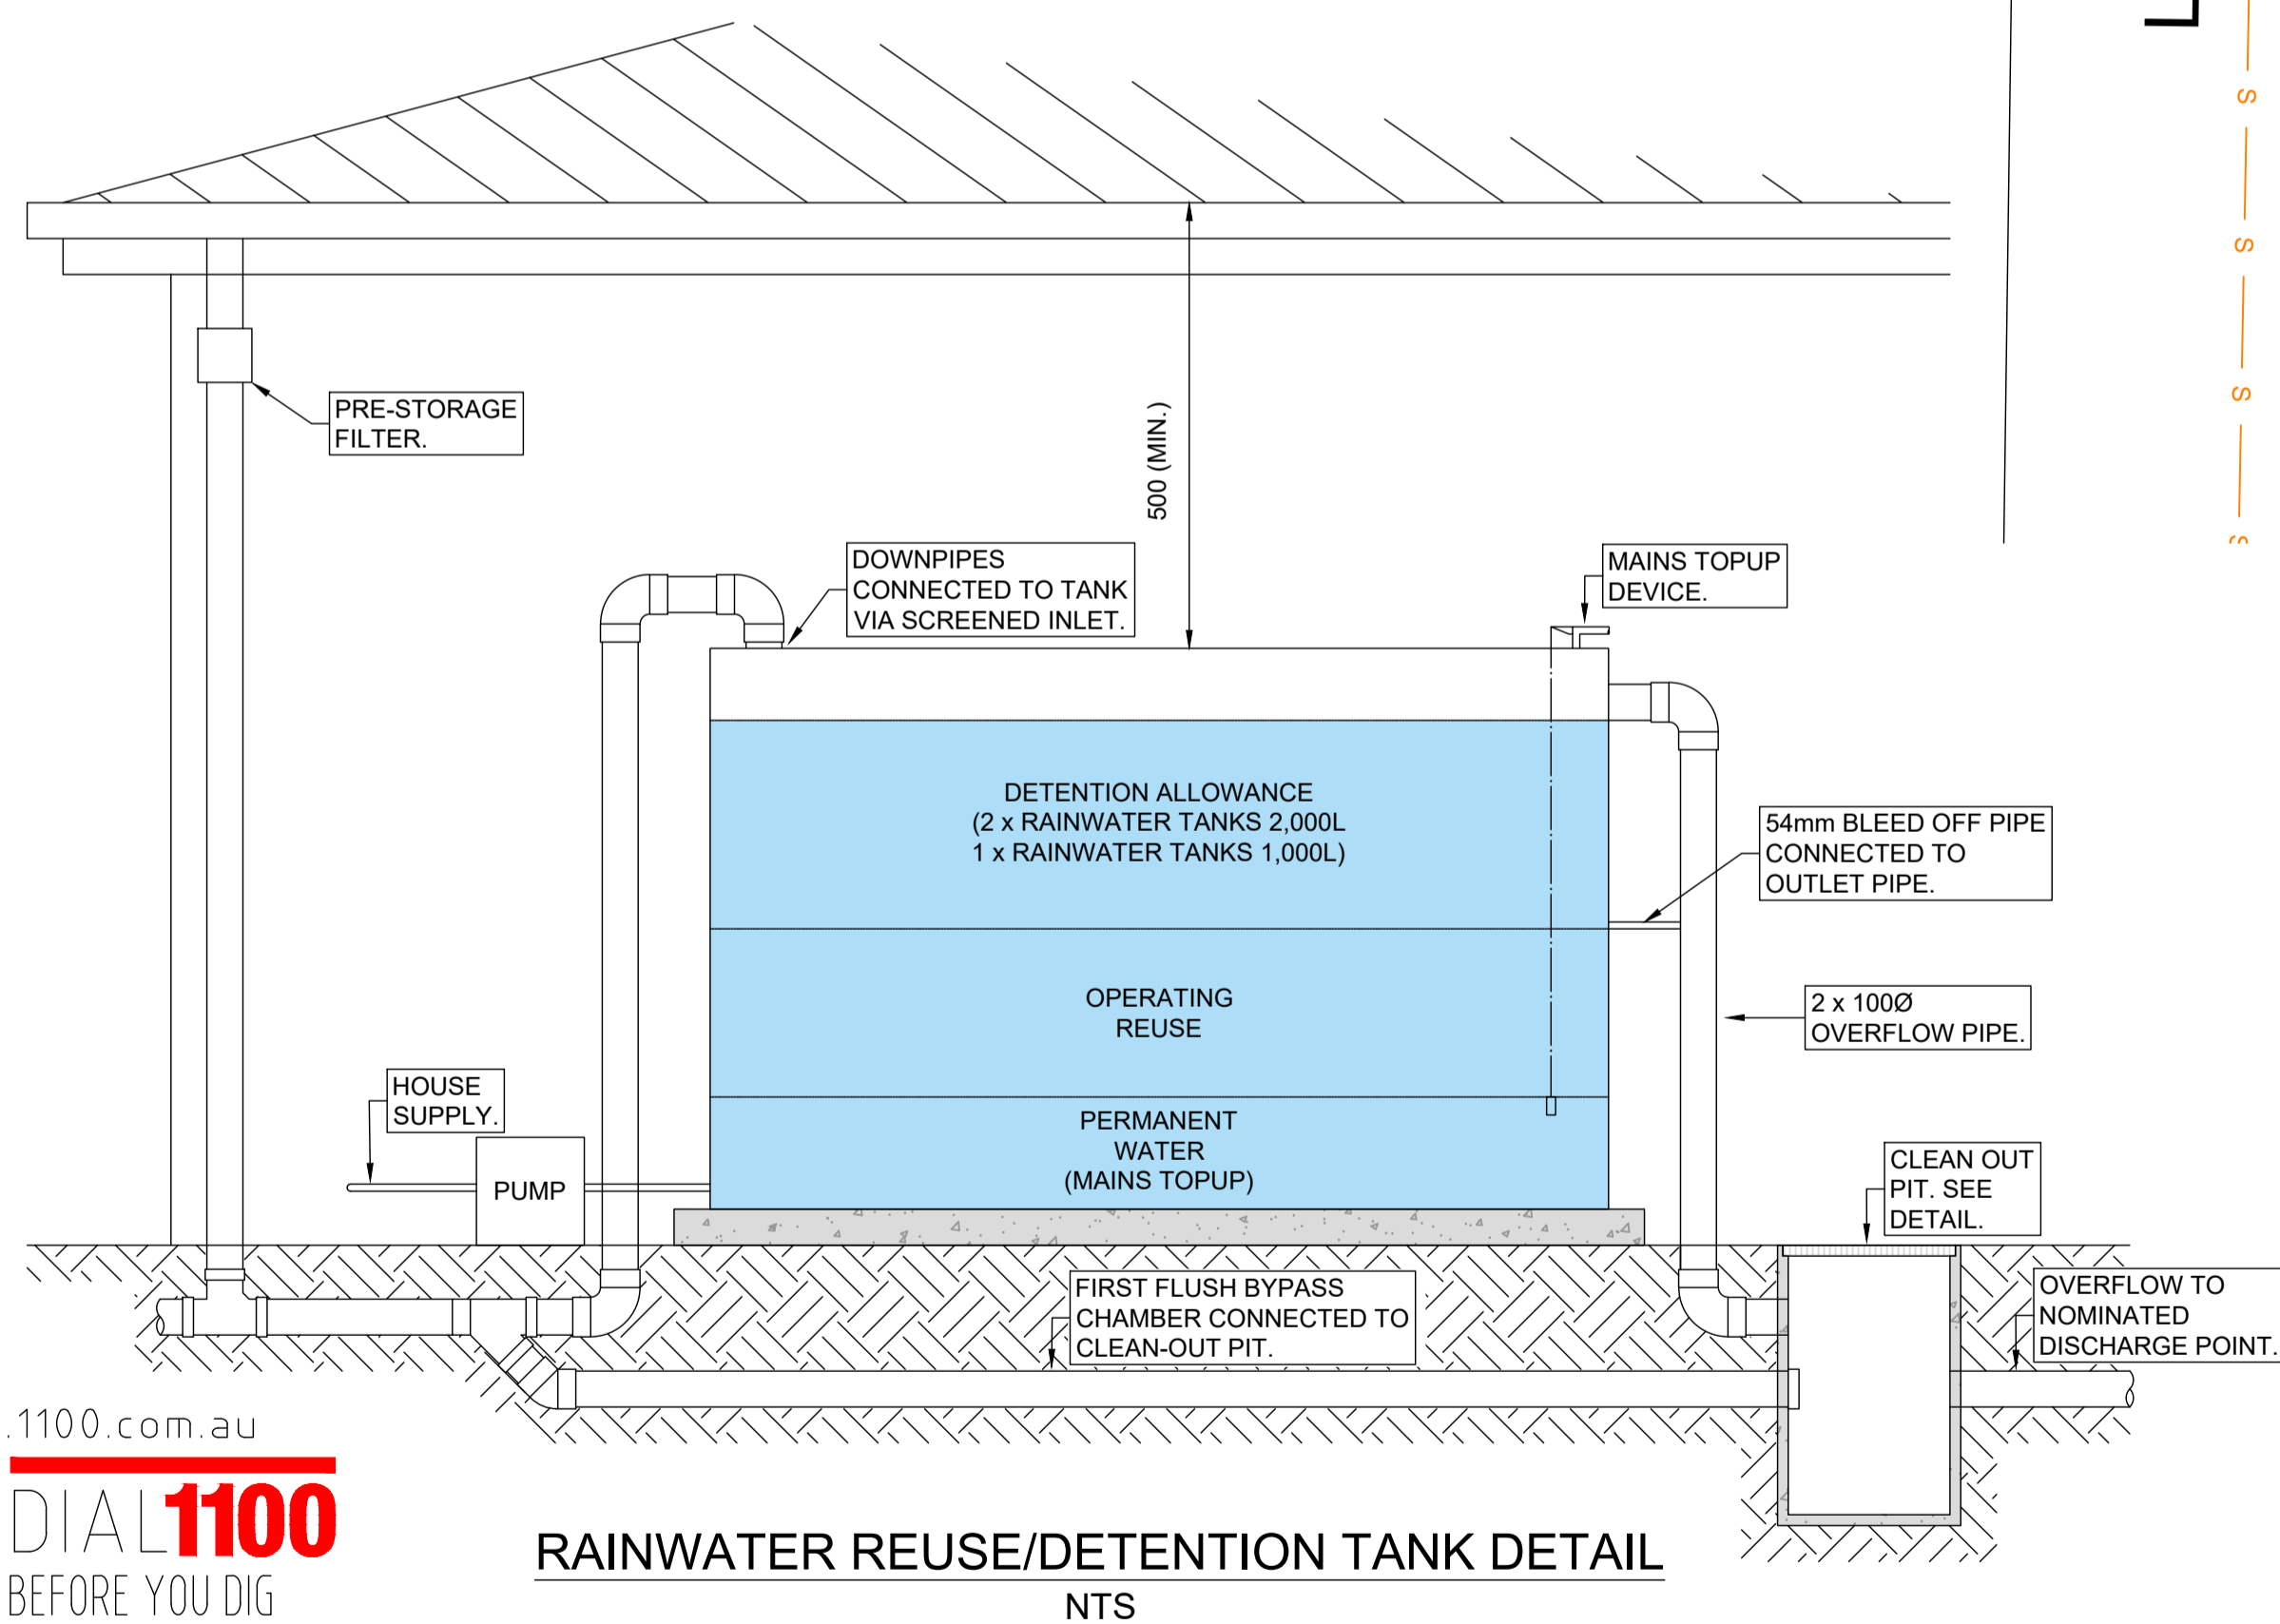 S
S
S
PRE-STORAGE
FILTER.
500 (MIN.)
DOWNPIPES
CONNECTED TO TANK
VIA SCREENED INLET.
MAINS TOPUP
DEVICE.
DETENTION ALLOWANCE
(2 x RAINWATER TANKS 2,000L
1 x RAINWATER TANKS 1,000L)
54mm BLEED OFF PIPE
CONNECTED TO
OUTLET PIPE.
OPERATING
REUSE
2 x 100Ø
OVERFLOW PIPE.
HOUSE
SUPPLY.
PUMP
PERMANENT
WATER
(MAINS TOPUP)
CLEAN OUT
PIT. SEE
DETAIL.
FIRST FLUSH BYPASS
CHAMBER CONNECTED TO
CLEAN-OUT PIT.
OVERFLOW TO
NOMINATED
DISCHARGE POINT.
.1100.com.au
DIAL1100
BEFORE YOU DIG
RAINWATER REUSE/DETENTION TANK DETAIL
NTS